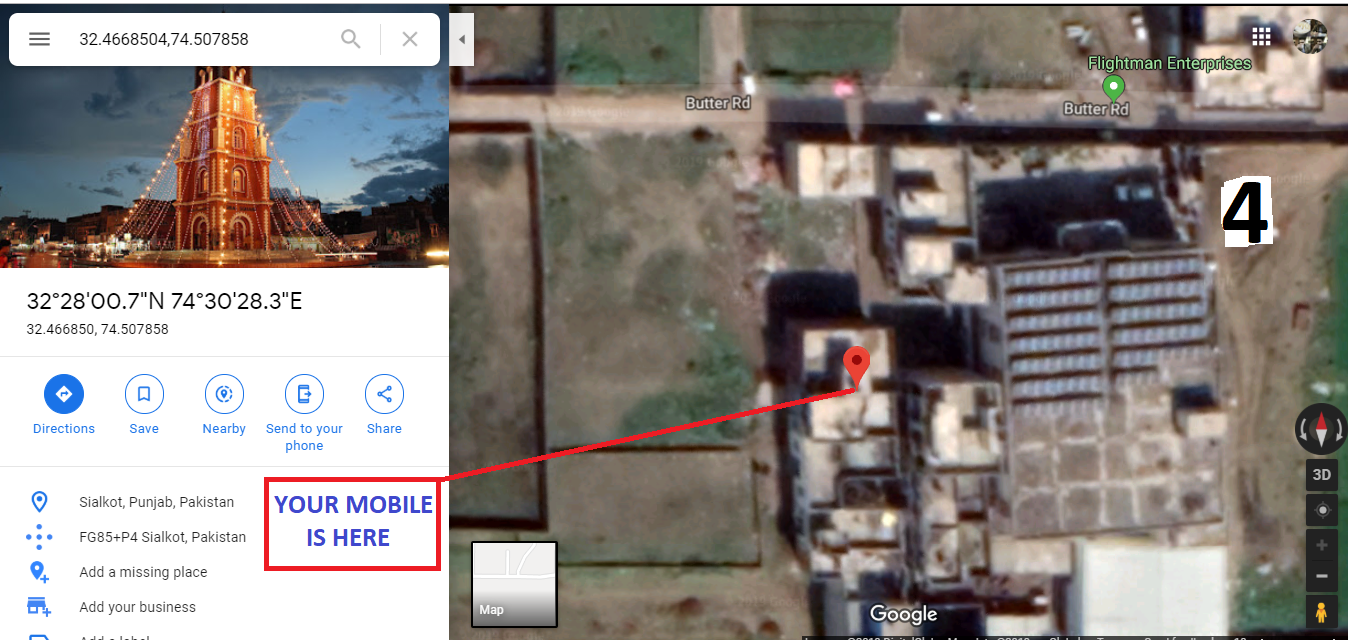 32.4668504,74.507858
32°28'00.7"N 74°30'28.3"E
32.466850, 74.507858
Directions
Save
Nearby
Send to your
phone
Share
Sialkot, Punjab, Pakistan
FG85+P4 Sialkot, Pakistan
Add a missing place
Add your business
YOUR MOBILE
IS HERE
Flightman Enterprises
Butter Rd
Butter Rd
4
3D
Map
Google